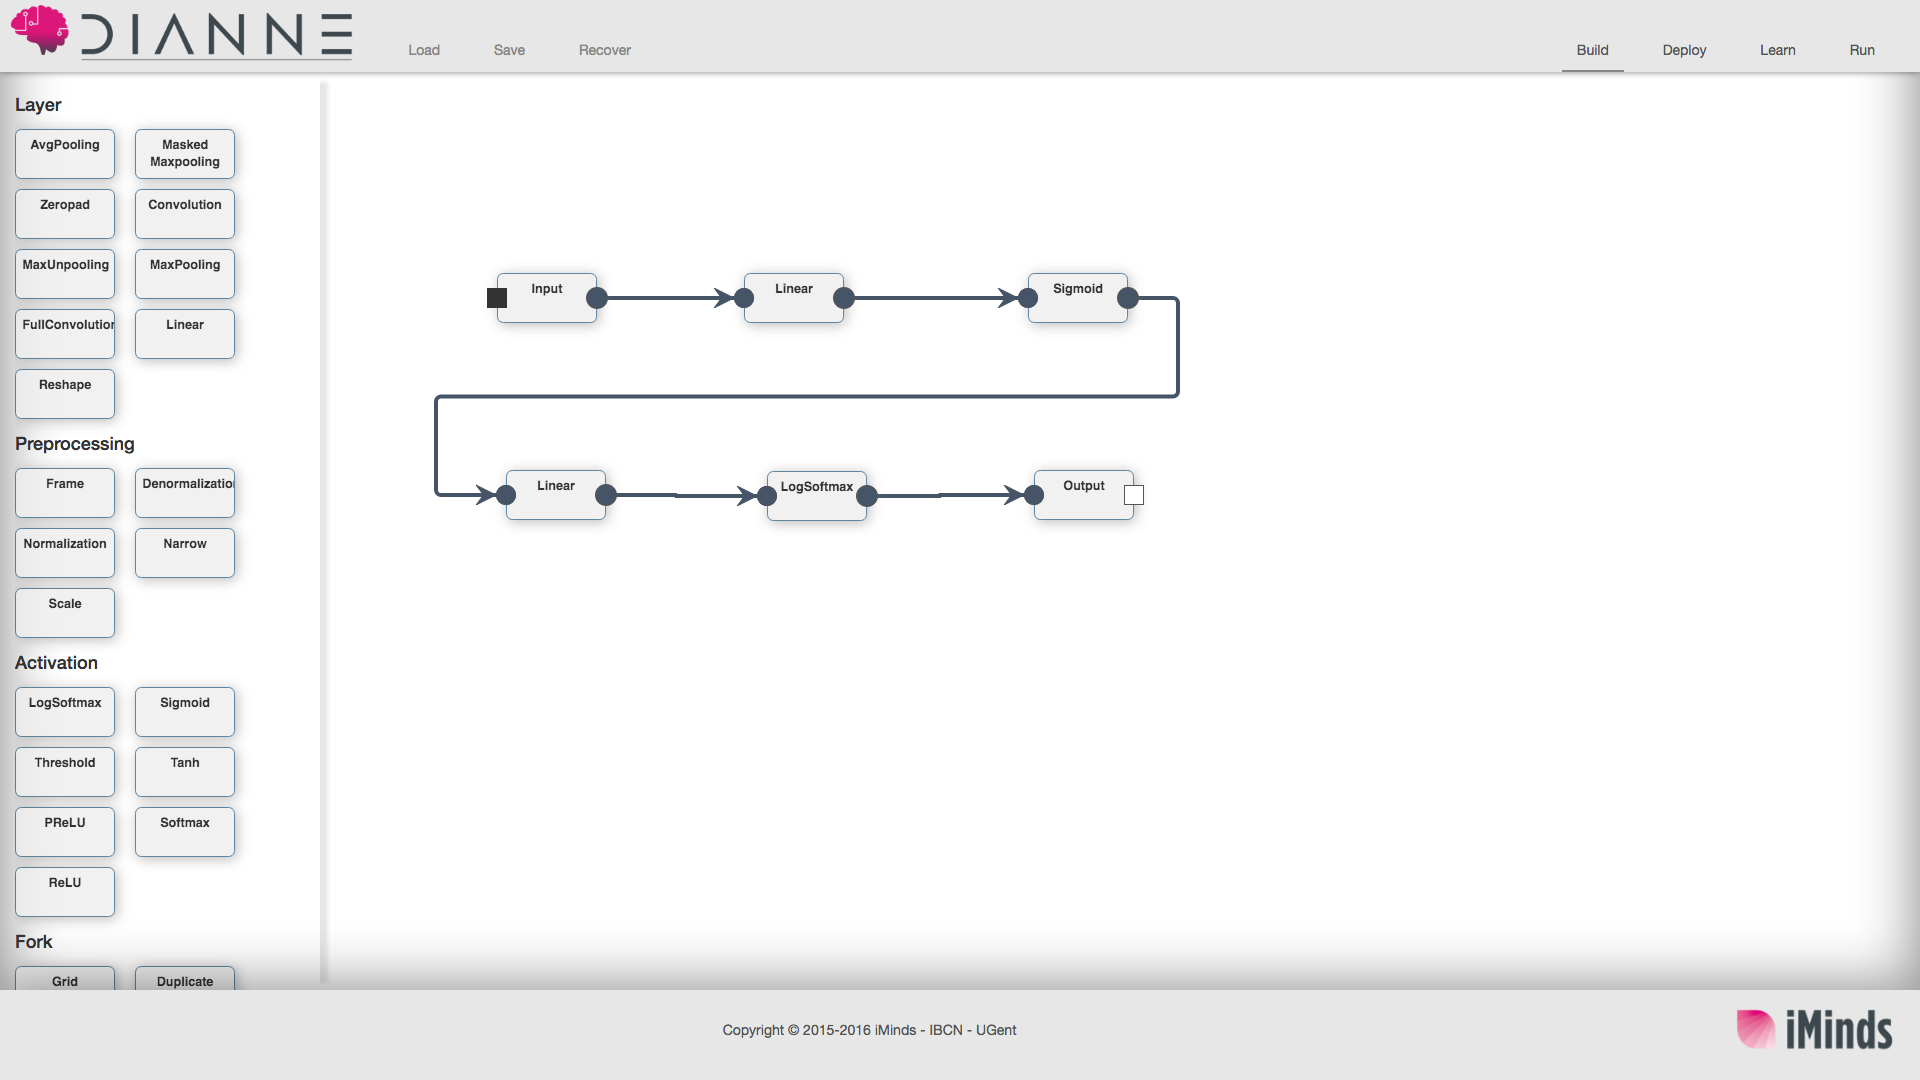 DIANNE
Load Save Recover
Build Deploy Learn Run
Layer
AvgPooling
Masked
Maxpooling
Zeropad Convolution
MaxUnpooling MaxPooling
FullConvolution Linear
Reshape
Preprocessing
Frame Denormalizatio
Normalization Narrow
Scale
Activation
LogSoftmax Sigmoid
Threshold Tanh
PReLU Softmax
ReLU
Fork
Grid Duplicate
Input Linear Sigmoid
Linear LogSoftmax Output
Copyright © 2015-2016 iMinds - IBCN - UGent
iMinds